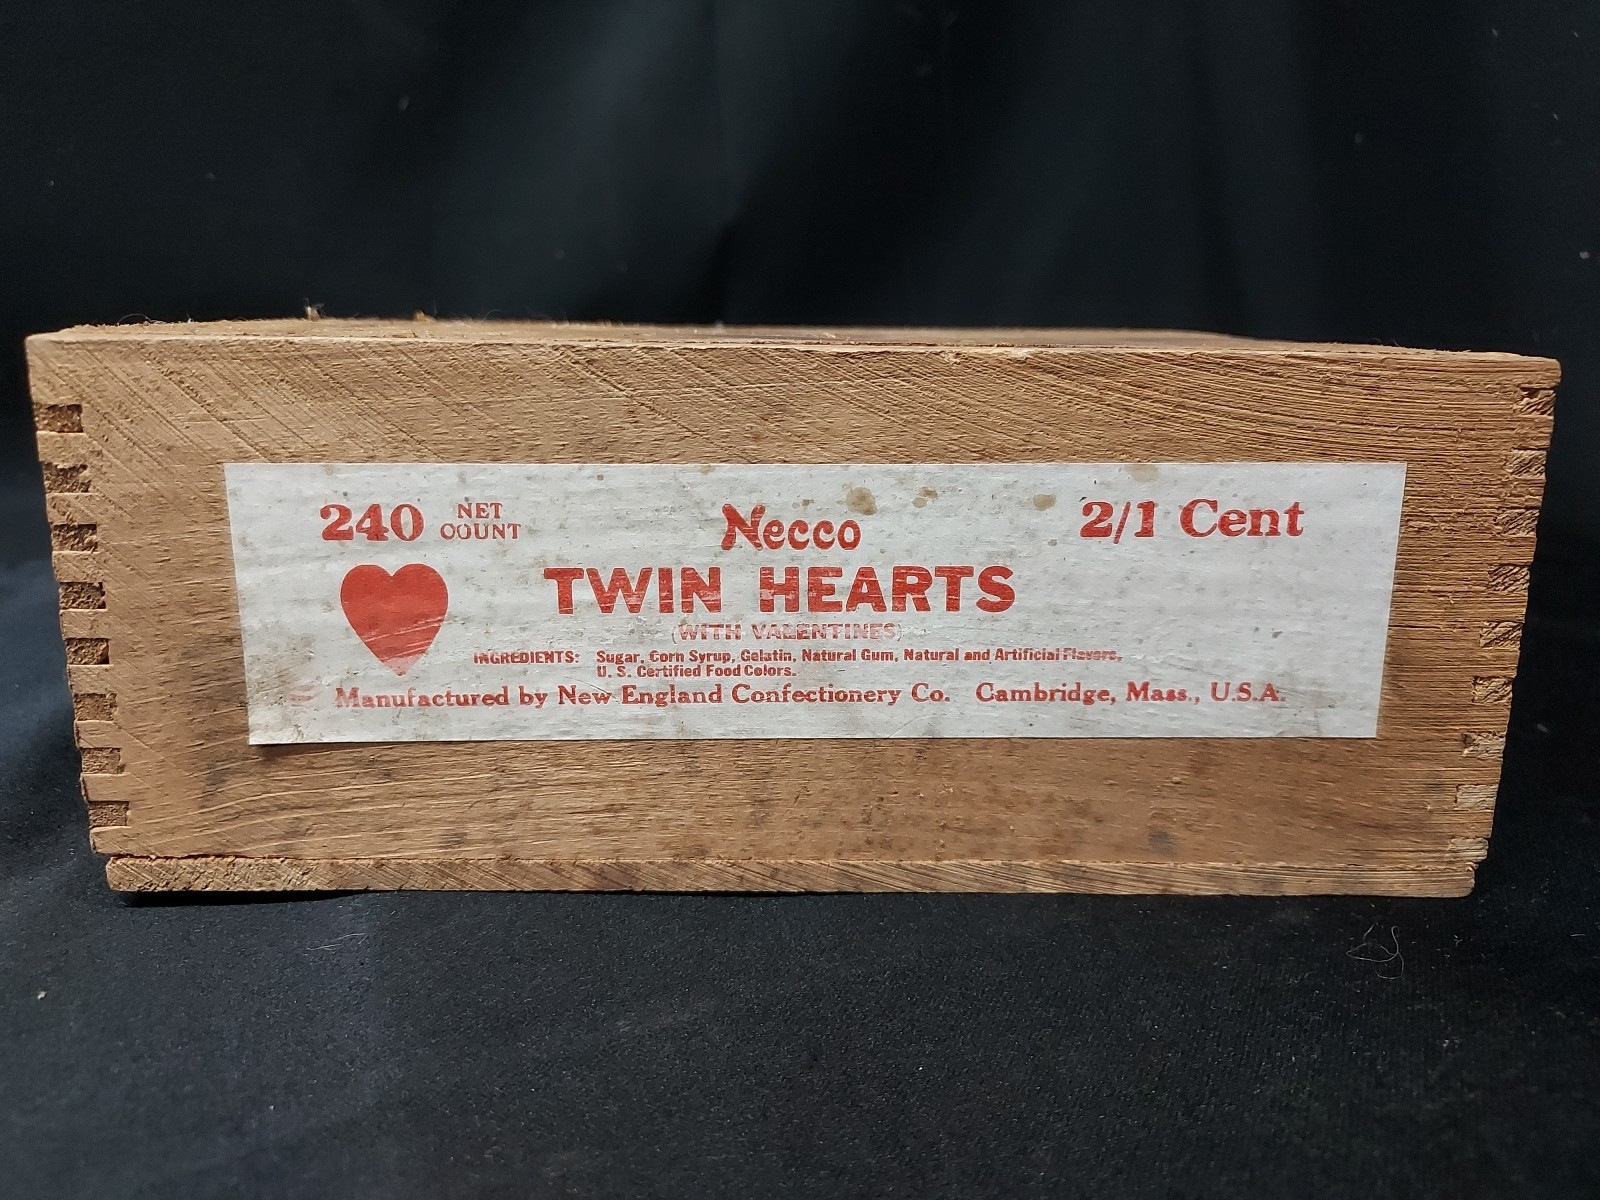 240 NET COUNT
Necco
2/1 Cent
TWIN HEARTS
(WITH VALENTINES)
INGREDIENTS: Sugar, Corn Syrup, Gelatin, Natural Gum, Natural and Artificial Flavors,
U. S. Certified Food Colors.
Manufactured by New England Confectionery Co. Cambridge, Mass., U.S.A.